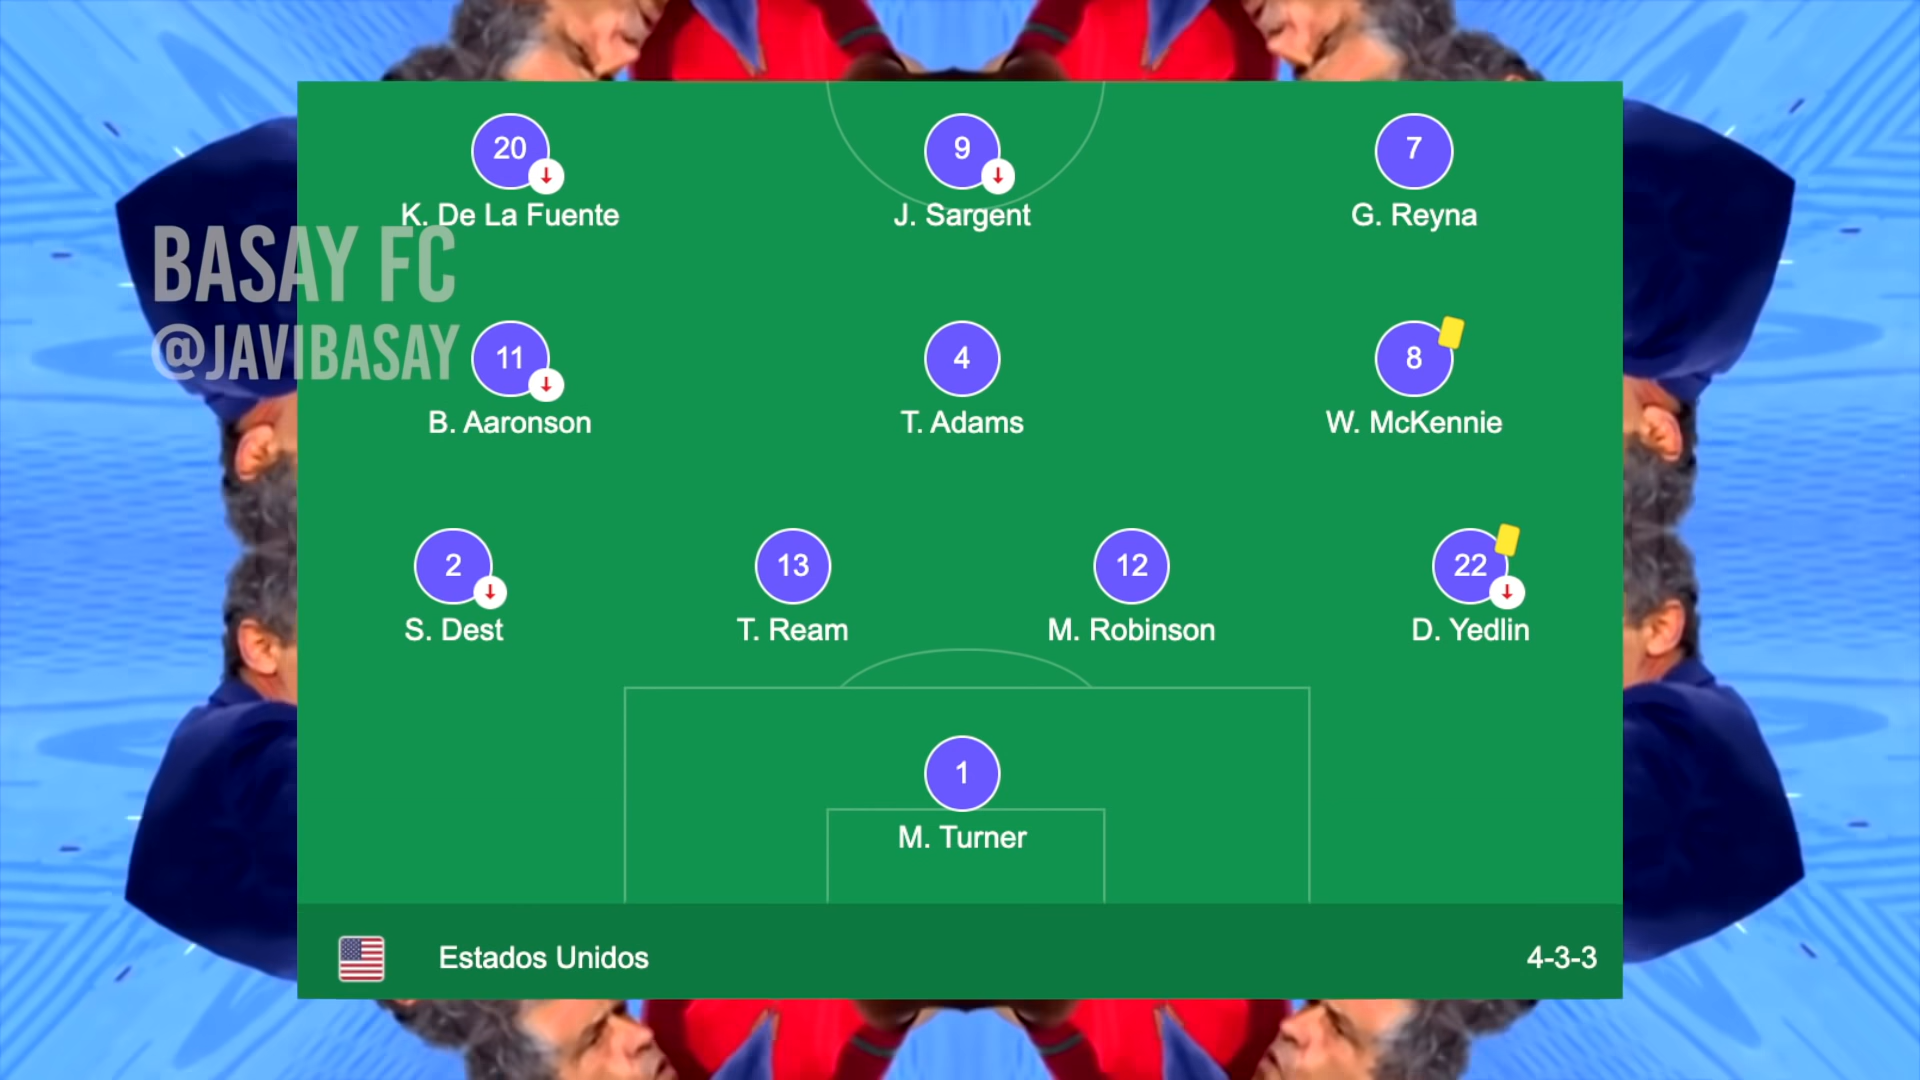 20
9
7
K. De La Fuente
J. Sargent
G. Reyna
BASAY FC
@JAVIBASAY
11
4
8
B. Aaronson
T. Adams
W. McKennie
2
13
12
22
S. Dest
T. Ream
M. Robinson
D. Yedlin
1
M. Turner
Estados Unidos
4-3-3